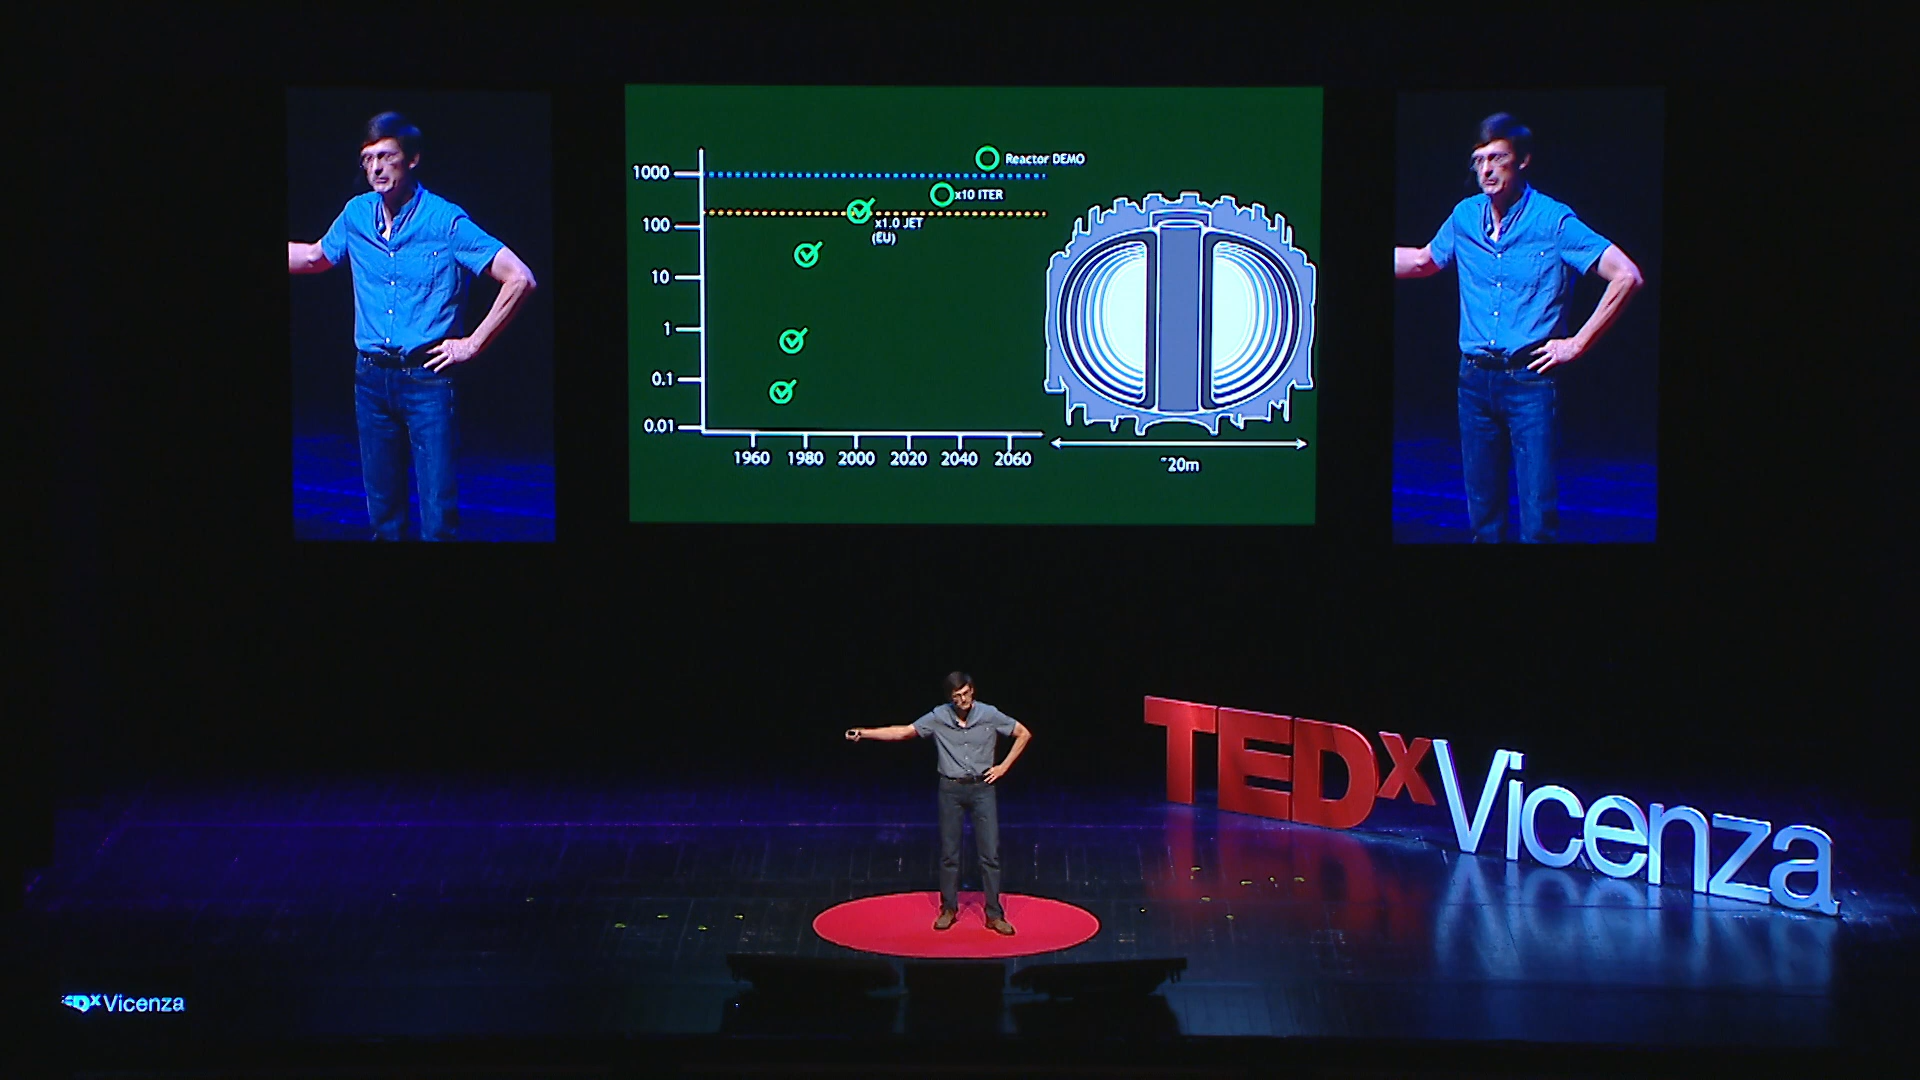 1000
100
10
1
0.1
0.01
1960 1980 2000 2020 2040 2060
Reactor DEMO
x10 ITER
x1.0 JET
(EU)
~20m
TEDxVicenza
TEDxVicenza